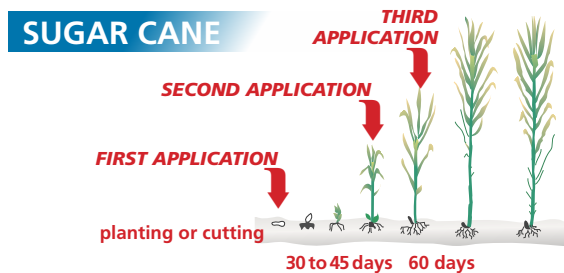 SUGAR CANE
THIRD
APPLICATION
SECOND APPLICATION
FIRST APPLICATION
planting or cutting
30 to 45 days
60 days